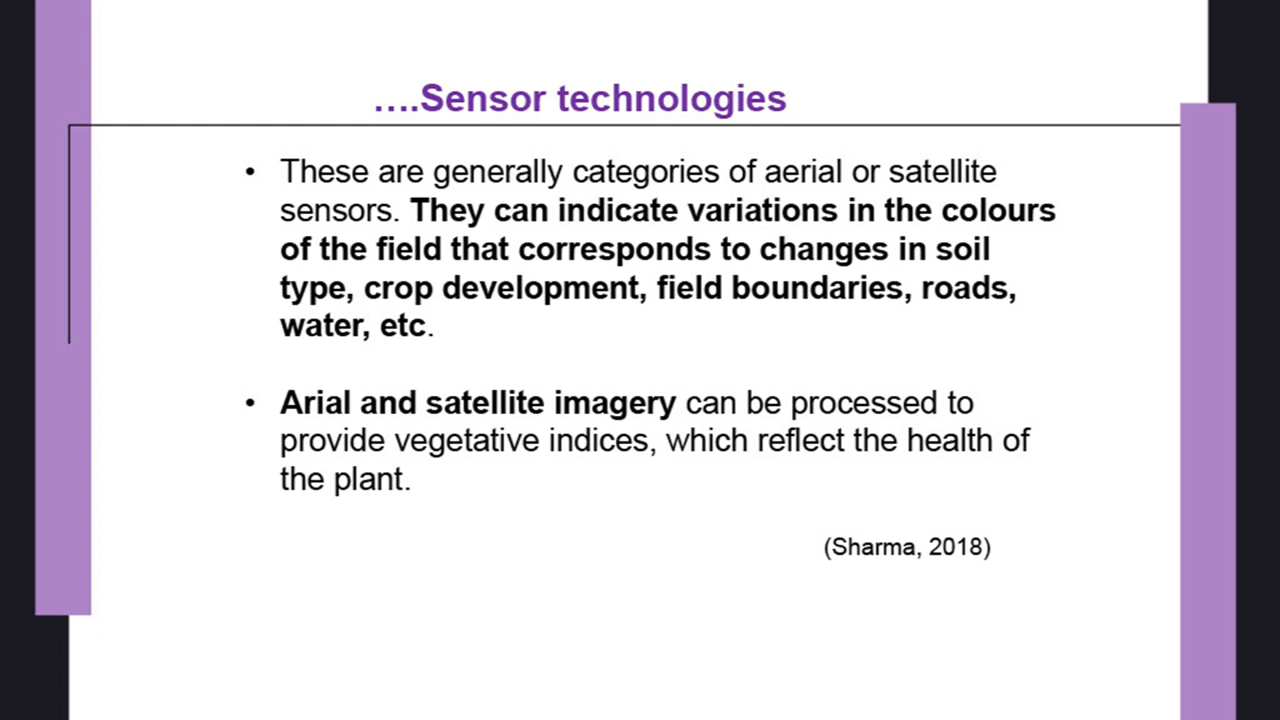 ....Sensor technologies
• These are generally categories of aerial or satellite
sensors. They can indicate variations in the colours
of the field that corresponds to changes in soil
type, crop development, field boundaries, roads,
water, etc.
• Arial and satellite imagery can be processed to
provide vegetative indices, which reflect the health of
the plant.
(Sharma, 2018)